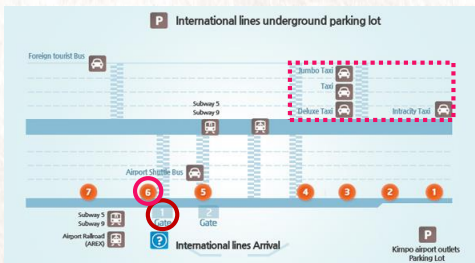 P International lines underground parking lot
Foreign tourist Bus
Jumbo Taxi
Taxi
Deluxe Taxi
Intracity Taxi
Subway 5
Subway 9
Airport Shuttle Bus
7
6
5
4
3
2
1
1
Gate
2
Gate
Subway 5
Subway 9
Airport Railroad
(AREX)
?
International lines Arrival
P
Kimpo airport outlets
Parking Lot